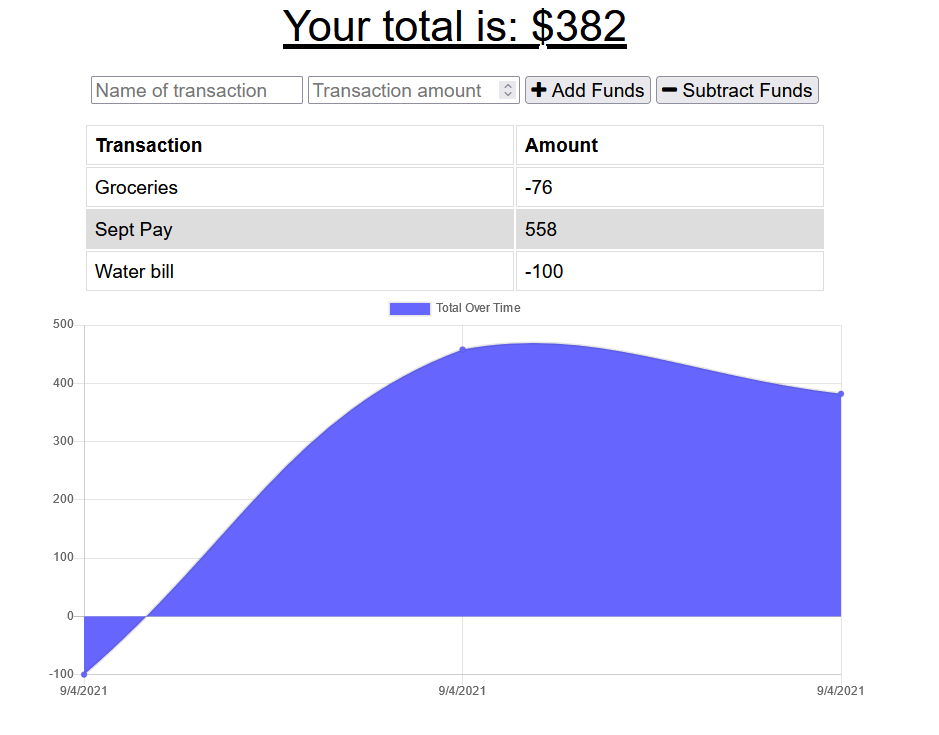 Your total is: $382
Name of transaction Transaction amount Add Funds Subtract Funds
Transaction Amount
Groceries -76
Sept Pay 558
Water bill -100
Total Over Time
500
400
300
200
100
0
-100
9/4/2021 9/4/2021 9/4/2021